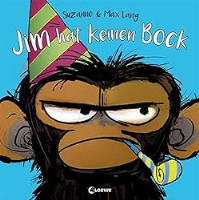 Suzanne & Max Lang
Jim hat keinen Bock
Loewe